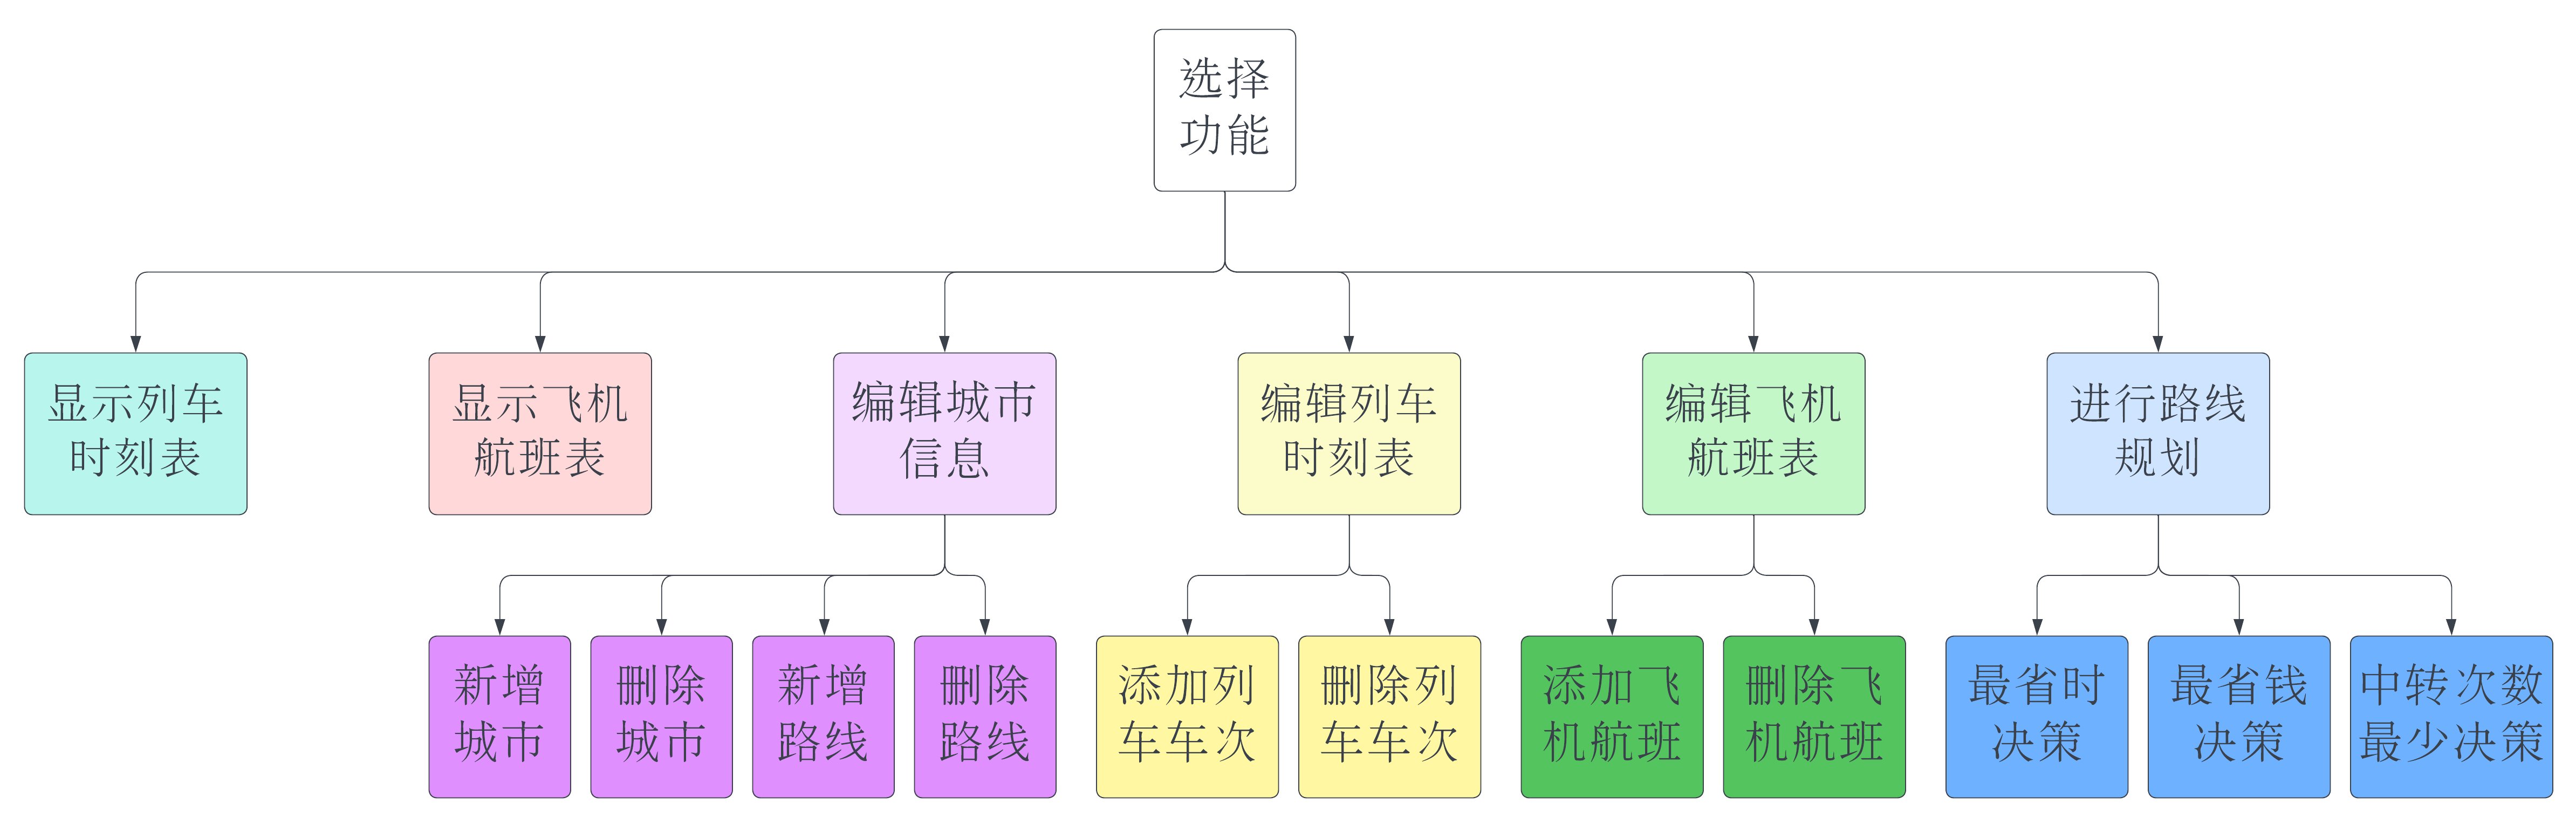 选择
功能
显示列车
时刻表
显示飞机
航班表
编辑城市
信息
编辑列车
时刻表
编辑飞机
航班表
进行路线
规划
新增
城市
删除
城市
新增
路线
删除
路线
添加列
车车次
删除列
车车次
添加飞
机航班
删除飞
机航班
最省时
决策
最省钱
决策
中转次数
最少决策